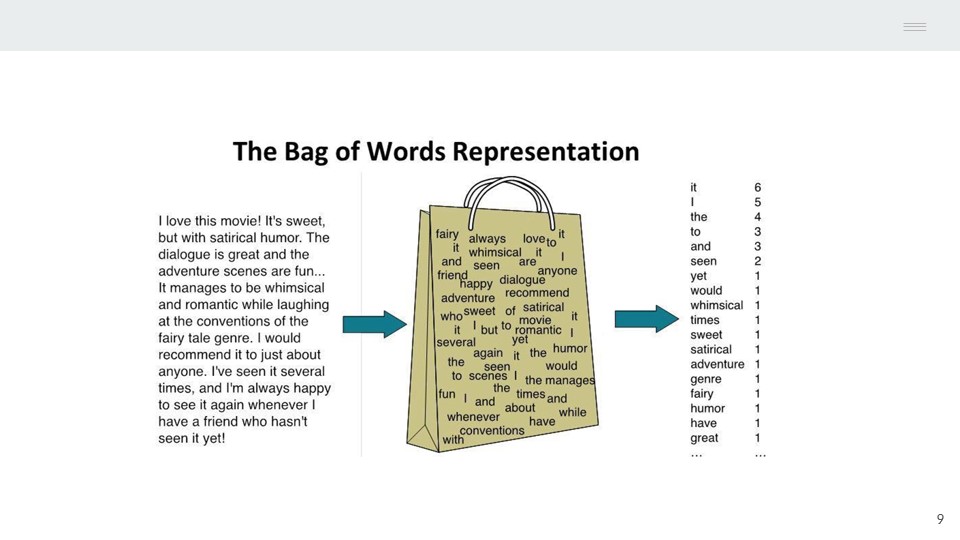 The Bag of Words Representation
I love this movie! It's sweet,
but with satirical humor. The
dialogue is great and the
adventure scenes are fun...
It manages to be whimsical
and romantic while laughing
at the conventions of the
fairy tale genre. I would
recommend it to just about
anyone. I've seen it several
times, and I'm always happy
to see it again whenever I
have a friend who hasn't
seen it yet!
fairy always love to it
it whimsical it I
and seen are anyone
friend happy dialogue
adventure recommend
who sweet of satirical
it I but to movie it
romantic I
several yet
again it the humor
the seen would
to scenes I the manages
fun I and the times and
whenever about while
have
conventions
with
it 6
I 5
the 4
to 3
and 3
seen 2
yet 1
would 1
whimsical 1
times 1
sweet 1
satirical 1
adventure 1
genre 1
fairy 1
humor 1
have 1
great 1
... ...
9